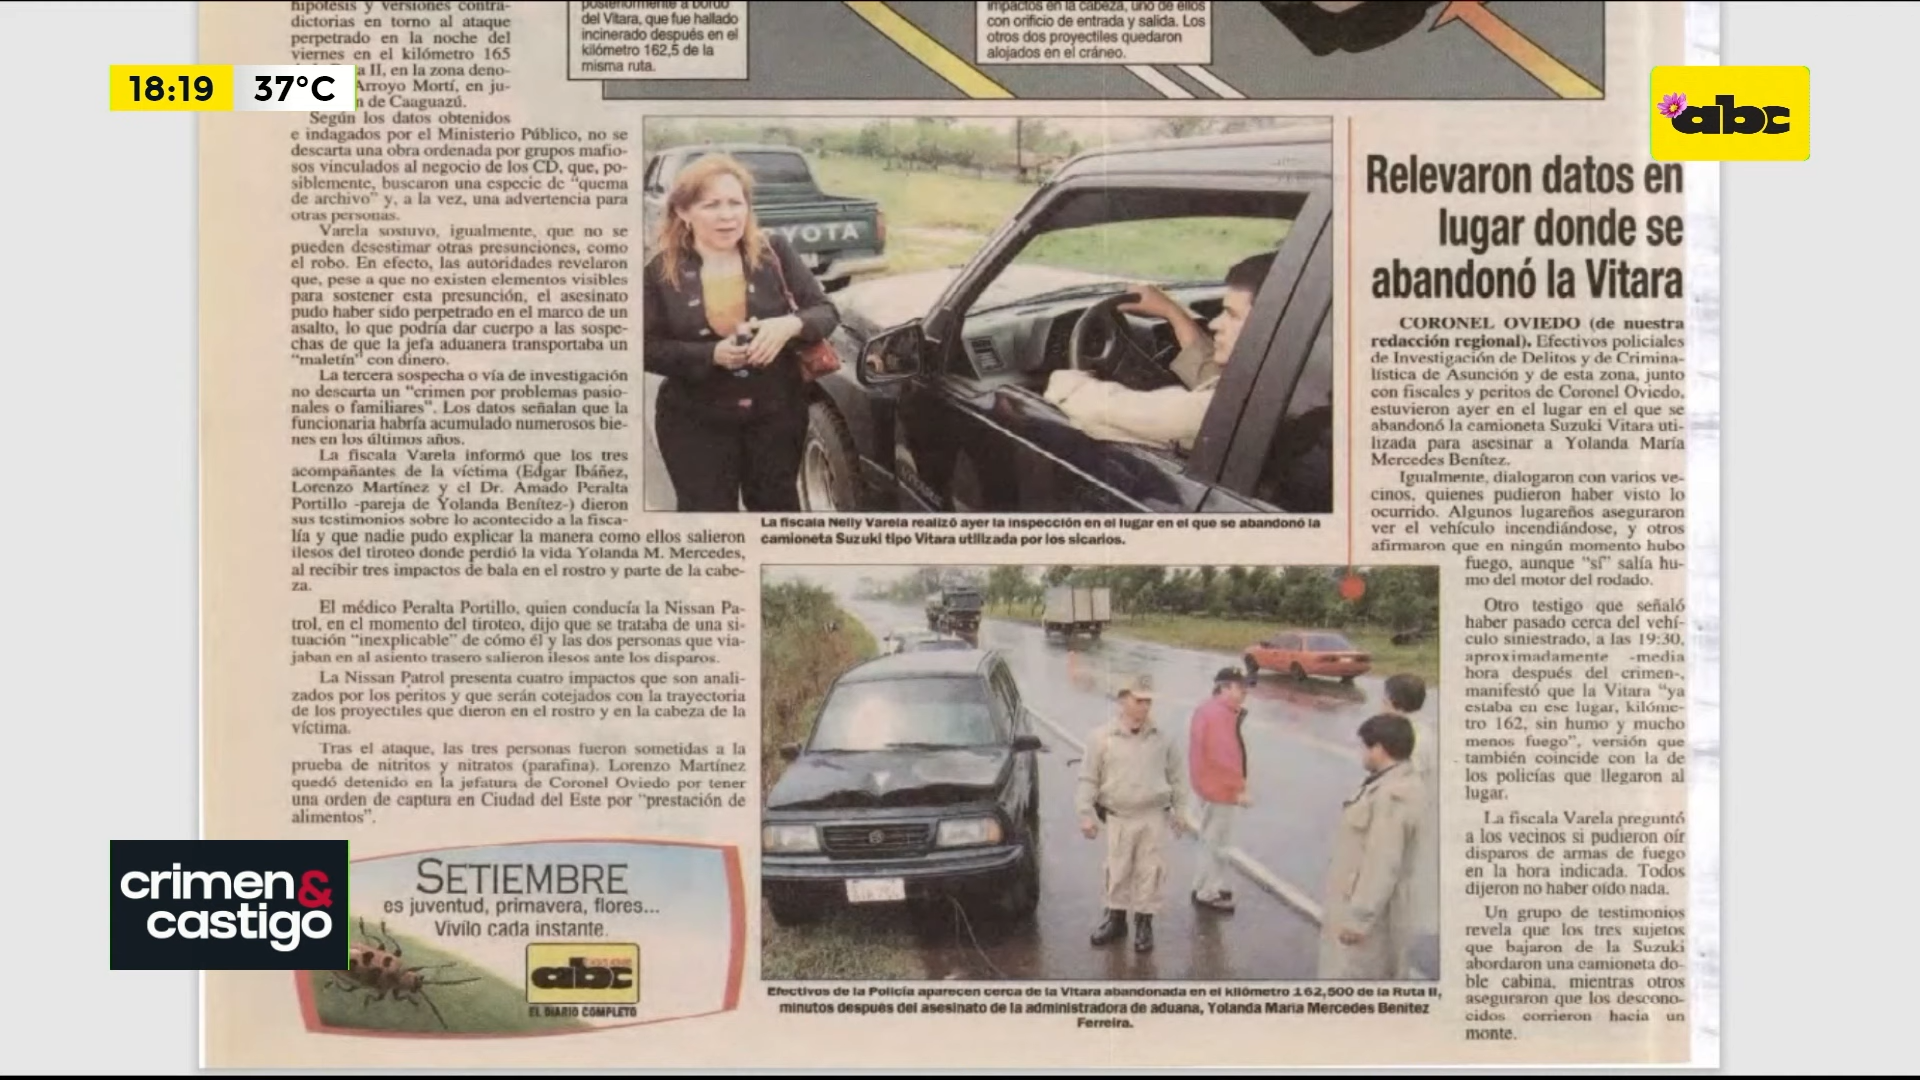 hipótesis y versiones contra-
dictorias en torno al ataque
perpetrado en la noche del
viernes en el kilómetro 165
a II, en la zona deno-
Arroyo Mortí, en ju-
n de Caaguazú.
Según los datos obtenidos
e indagados por el Ministerio Público, no se
descarta una obra ordenada por grupos mafio-
sos vinculados al negocio de los CD, que, po-
siblemente, buscaron una especie de “quema
de archivo” y, a la vez, una advertencia para
otras personas.
Varela sostuvo, igualmente, que no se
pueden desestimar otras presunciones, como
el robo. En efecto, las autoridades revelaron
que, pese a que no existen elementos visibles
para sostener esta presunción, el asesinato
pudo haber sido perpetrado en el marco de un
asalto, lo que podría dar cuerpo a las sospe-
chas de que la jefa aduanera transportaba un
“maletín” con dinero.
La tercera sospecha o vía de investigación
no descarta un “crimen por problemas pasio-
nales o familiares”. Los datos señalan que la
funcionaria habría acumulado numerosos bie-
nes en los últimos años.
La fiscala Varela informó que los tres
acompañantes de la víctima (Edgar Ibáñez,
Lorenzo Martínez y el Dr. Amado Peralta
Portillo -pareja de Yolanda Benítez-) dieron
sus testimonios sobre lo acontecido a la fisca-
lía y que nadie pudo explicar la manera como ellos salieron
ilesos del tiroteo donde perdió la vida Yolanda M. Mercedes,
al recibir tres impactos de bala en el rostro y parte de la cabe-
za.
El médico Peralta Portillo, quien conducía la Nissan Pa-
trol, en el momento del tiroteo, dijo que se trataba de una si-
tuación “inexplicable” de cómo él y las dos personas que via-
jaban en al asiento trasero salieron ilesos ante los disparos.
La Nissan Patrol presenta cuatro impactos que son anali-
zados por los peritos y que serán cotejados con la trayectoria
de los proyectiles que dieron en el rostro y en la cabeza de la
víctima.
Tras el ataque, las tres personas fueron sometidas a la
prueba de nitritos y nitratos (parafina). Lorenzo Martínez
quedó detenido en la jefatura de Coronel Oviedo por tener
una orden de captura en Ciudad del Este por “prestación de
alimentos”.
posteriormente a bordo
del Vitara, que fue hallado
incinerado después en el
kilómetro 162,5 de la
misma ruta.
impactos en la cabeza, uno de ellos
con orificio de entrada y salida. Los
otros dos proyectiles quedaron
alojados en el cráneo.
18:19 37°C
abc
YOTA
La fiscala Nelly Varela realizó ayer la inspección en el lugar en el que se abandonó la
camioneta Suzuki tipo Vitara utilizada por los sicarios.
Efectivos de la Policía aparecen cerca de la Vitara abandonada en el kilómetro 162,500 de la Ruta II,
minutos después del asesinato de la administradora de aduana, Yolanda María Mercedes Benítez
Ferreira.
Relevaron datos en
lugar donde se
abandonó la Vitara
CORONEL OVIEDO (de nuestra
redacción regional). Efectivos policiales
de Investigación de Delitos y de Crimina-
lística de Asunción y de esta zona, junto
con fiscales y peritos de Coronel Oviedo,
estuvieron ayer en el lugar en el que se
abandonó la camioneta Suzuki Vitara uti-
lizada para asesinar a Yolanda María
Mercedes Benítez.
Igualmente, dialogaron con varios ve-
cinos, quienes pudieron haber visto lo
ocurrido. Algunos lugareños aseguraron
ver el vehículo incendiándose, y otros
afirmaron que en ningún momento hubo
fuego, aunque “sí” salía hu-
mo del motor del rodado.
Otro testigo que señaló
haber pasado cerca del vehí-
culo siniestrado, a las 19:30,
aproximadamente -media
hora después del crimen-,
manifestó que la Vitara “ya
estaba en ese lugar, kilóme-
tro 162, sin humo y mucho
menos fuego”, versión que
también coincide con la de
los policías que llegaron al
lugar.
La fiscala Varela preguntó
a los vecinos si pudieron oír
disparos de armas de fuego
en la hora indicada. Todos
dijeron no haber oído nada.
Un grupo de testimonios
revela que los tres sujetos
que bajaron de la Suzuki
abordaron una camioneta do-
ble cabina, mientras otros
aseguraron que los descono-
cidos corrieron hacia un
monte.
crimen&
castigo
SETIEMBRE
es juventud, primavera, flores...
Vivílo cada instante.
abc
EL DIARIO COMPLETO